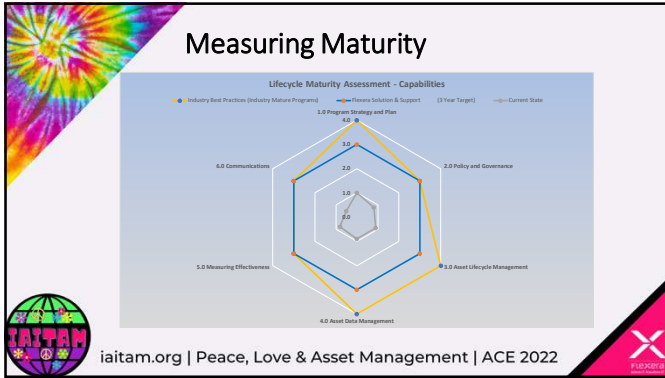 Measuring Maturity
Lifecycle Maturity Assessment - Capabilities
Industry Best Practices (Industry Mature Programs) Flexera Solution & Support (3 Year Target) Current State
1.0 Program Strategy and Plan
4.0
3.0
2.0
1.0
0.0
6.0 Communications
2.0 Policy and Governance
5.0 Measuring Effectiveness
3.0 Asset Lifecycle Management
4.0 Asset Data Management
IAITAM
iaitam.org | Peace, Love & Asset Management | ACE 2022
FLEXERA